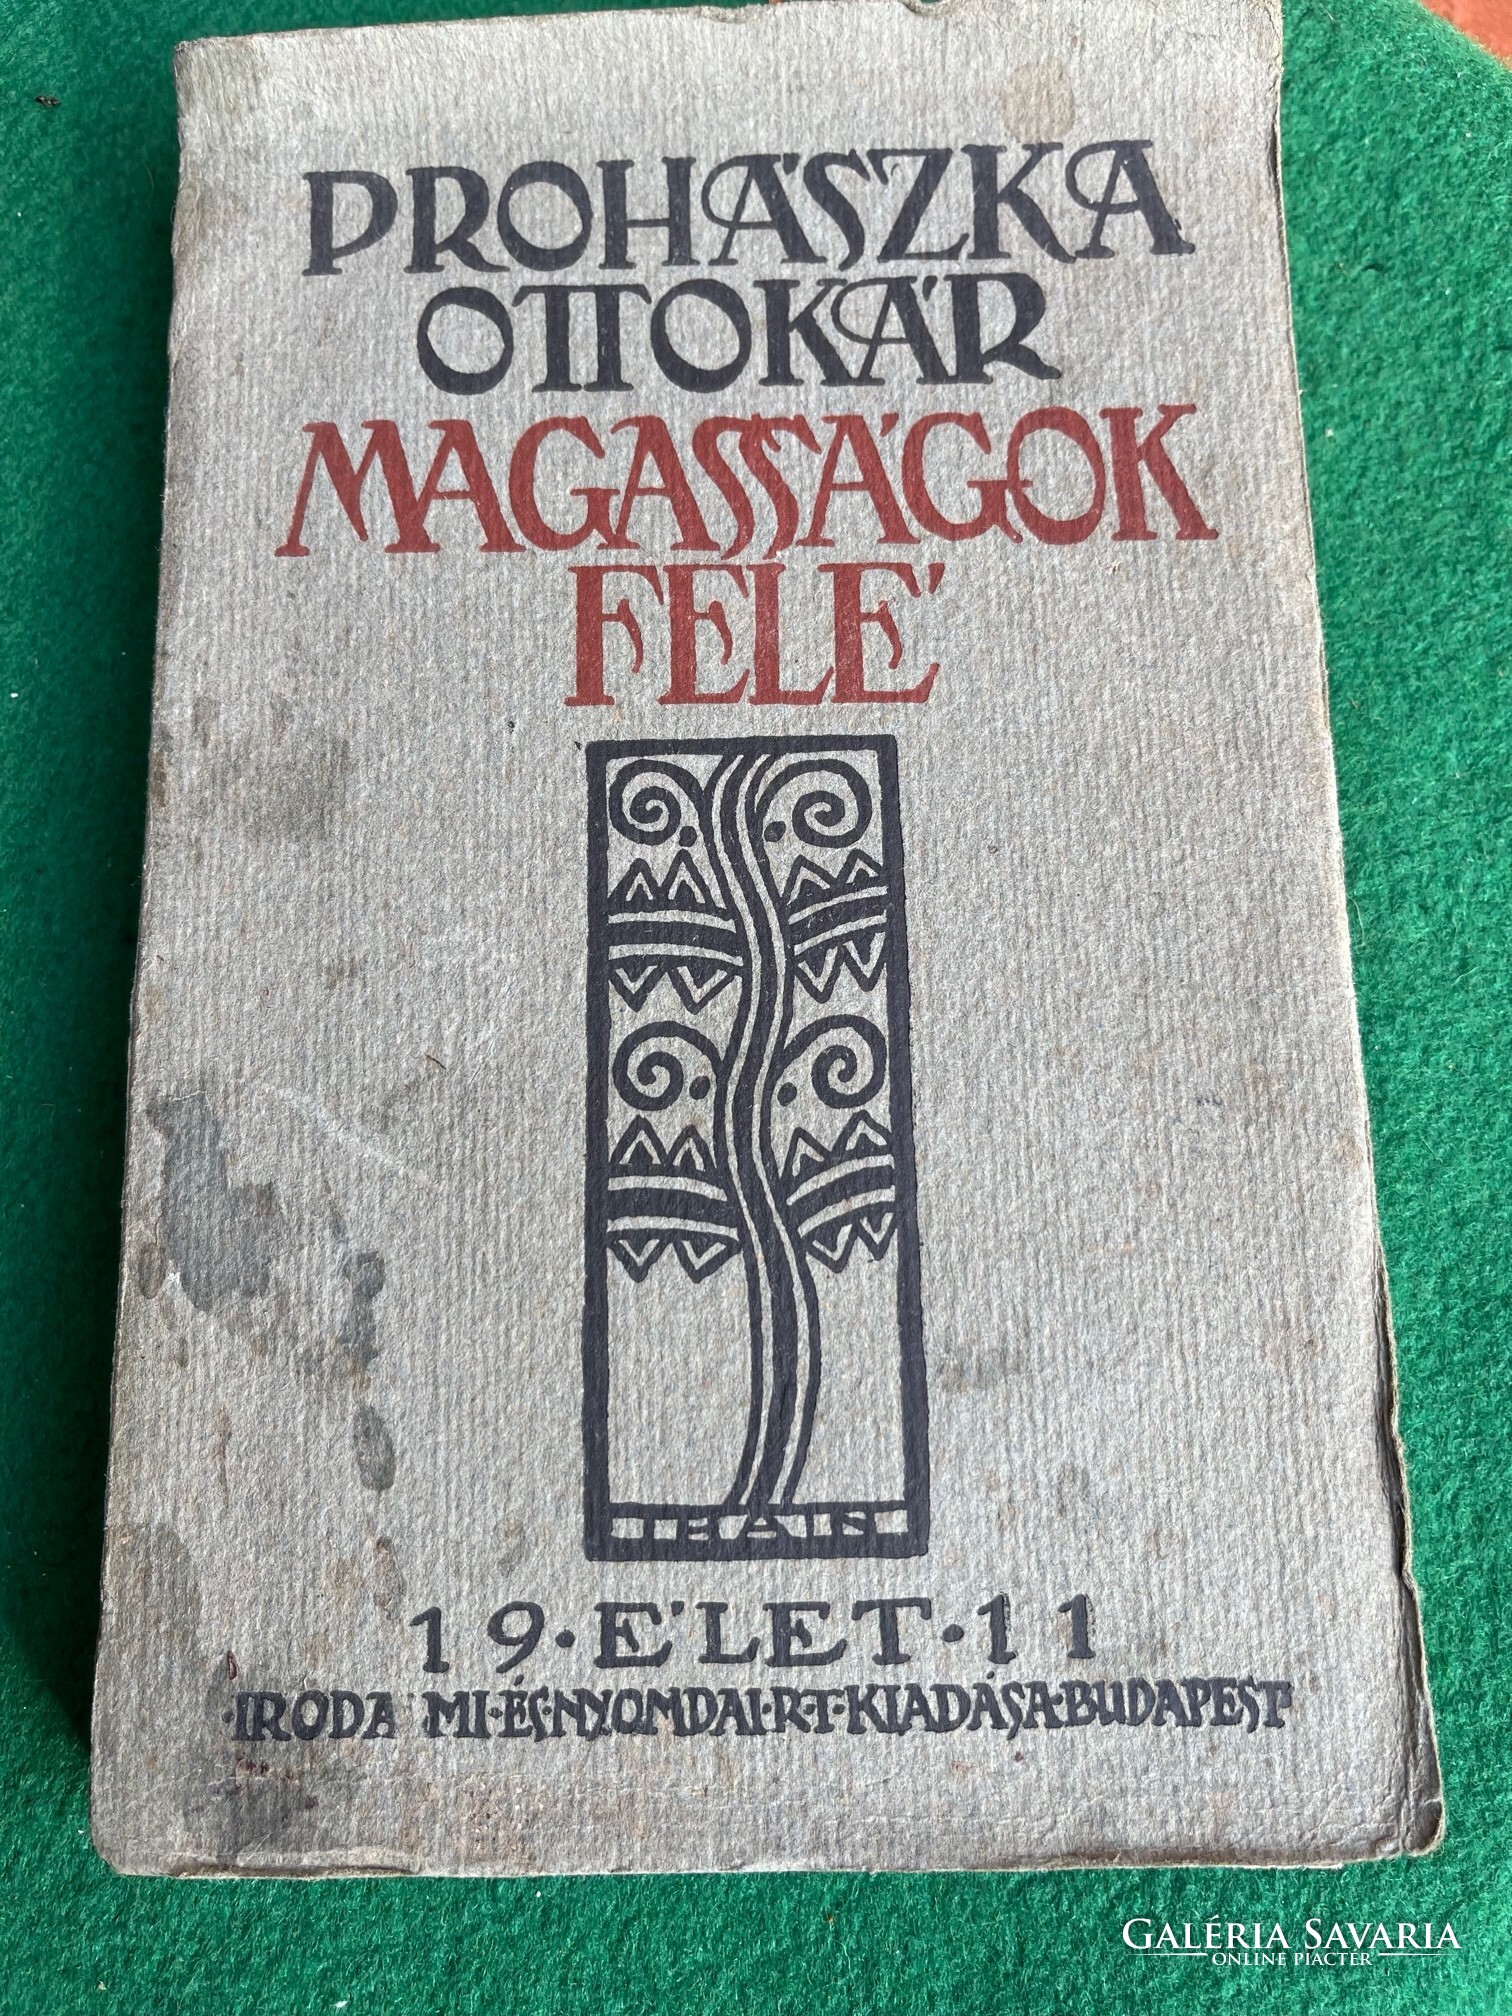 PROHÁSZKA
OTTOKÁR
MAGASSÁGOK
FELÉ
19·ÉLET·11
·IRODALMI·ÉS·NYOMDAI·R·T·KIADÁSA·BUDAPEST·
GALÉRIA SAVARIA
ONLINE PIACTÉR